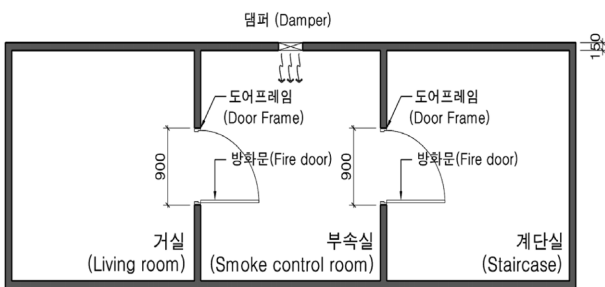 댐퍼 (Damper)
150
도어프레임
(Door Frame)
도어프레임
(Door Frame)
900
방화문(Fire door)
900
방화문(Fire door)
거실
(Living room)
부속실
(Smoke control room)
계단실
(Staircase)